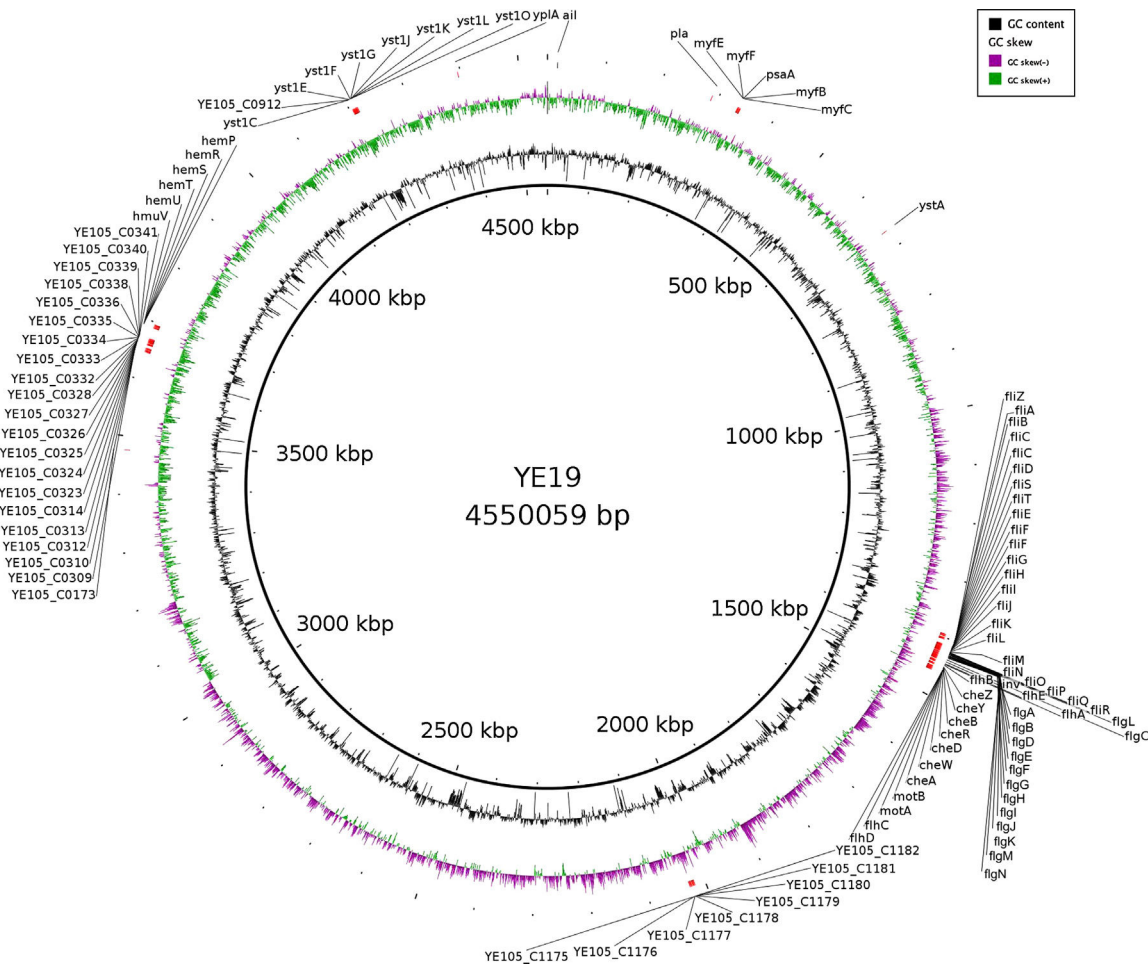 GC content
GC skew
GC skew(-)
GC skew(+)
yst1E
yst1F
yst1G
yst1J
yst1K
yst1L
yst1O
yplA
ail
pla
myfE
myfF
psaA
myfB
myfC
ystA
YE105_C0912
yst1C
hemP
hemR
hemS
hemT
hemU
hmuV
YE105_C0341
YE105_C0340
YE105_C0339
YE105_C0338
YE105_C0336
YE105_C0335
YE105_C0334
YE105_C0333
YE105_C0332
YE105_C0328
YE105_C0327
YE105_C0326
YE105_C0325
YE105_C0324
YE105_C0323
YE105_C0314
YE105_C0313
YE105_C0312
YE105_C0310
YE105_C0309
YE105_C0173
4500 kbp
500 kbp
1000 kbp
1500 kbp
2000 kbp
2500 kbp
3000 kbp
3500 kbp
4000 kbp
YE19
4550059 bp
fliZ
fliA
fliB
fliC
fliC
fliD
fliS
fliT
fliE
fliF
fliF
fliG
fliH
fliI
fliJ
fliK
fliL
fliM
fliN
fliO
fliP
fliQ
fliR
flgL
flgC
inv
flhB
flhE
flhA
flgA
flgB
flgD
flgE
flgF
flgG
flgH
flgI
flgJ
flgK
flgM
flgN
cheZ
cheY
cheB
cheR
cheD
cheW
cheA
motB
motA
flhC
flhD
YE105_C1182
YE105_C1181
YE105_C1180
YE105_C1179
YE105_C1178
YE105_C1177
YE105_C1176
YE105_C1175